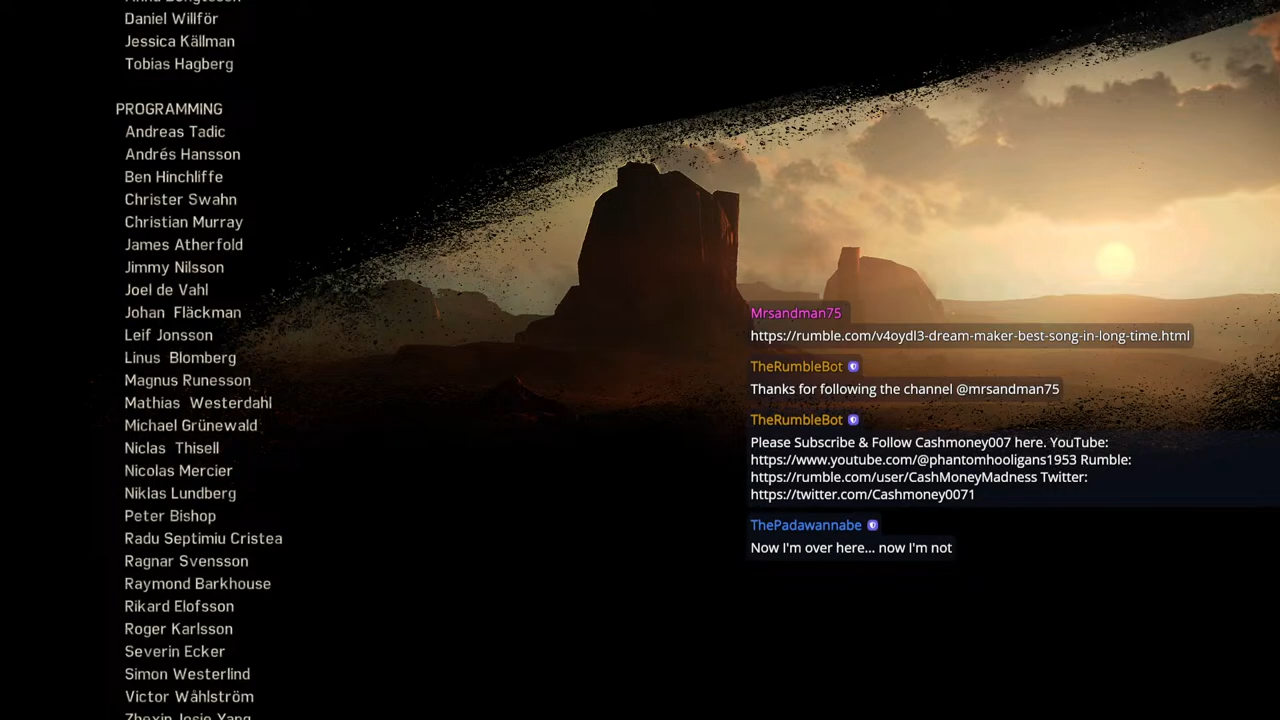 Daniel Willför
Jessica Källman
Tobias Hagberg
PROGRAMMING
Andreas Tadic
Andrés Hansson
Ben Hinchliffe
Christer Swahn
Christian Murray
James Atherfold
Jimmy Nilsson
Joel de Vahl
Johan Fläckman
Leif Jonsson
Linus Blomberg
Magnus Runesson
Mathias Westerdahl
Michael Grünewald
Niclas Thisell
Nicolas Mercier
Niklas Lundberg
Peter Bishop
Radu Septimiu Cristea
Ragnar Svensson
Raymond Barkhouse
Rikard Elofsson
Roger Karlsson
Severin Ecker
Simon Westerlind
Victor Wåhlström
Mrsandman75
https://rumble.com/v4oydl3-dream-maker-best-song-in-long-time.html
TheRumbleBot
Thanks for following the channel @mrsandman75
TheRumbleBot
Please Subscribe & Follow Cashmoney007 here. YouTube:
https://www.youtube.com/@phantomhooligans1953 Rumble:
https://rumble.com/user/CashMoneyMadness Twitter:
https://twitter.com/Cashmoney0071
ThePadawannabe
Now I'm over here... now I'm not